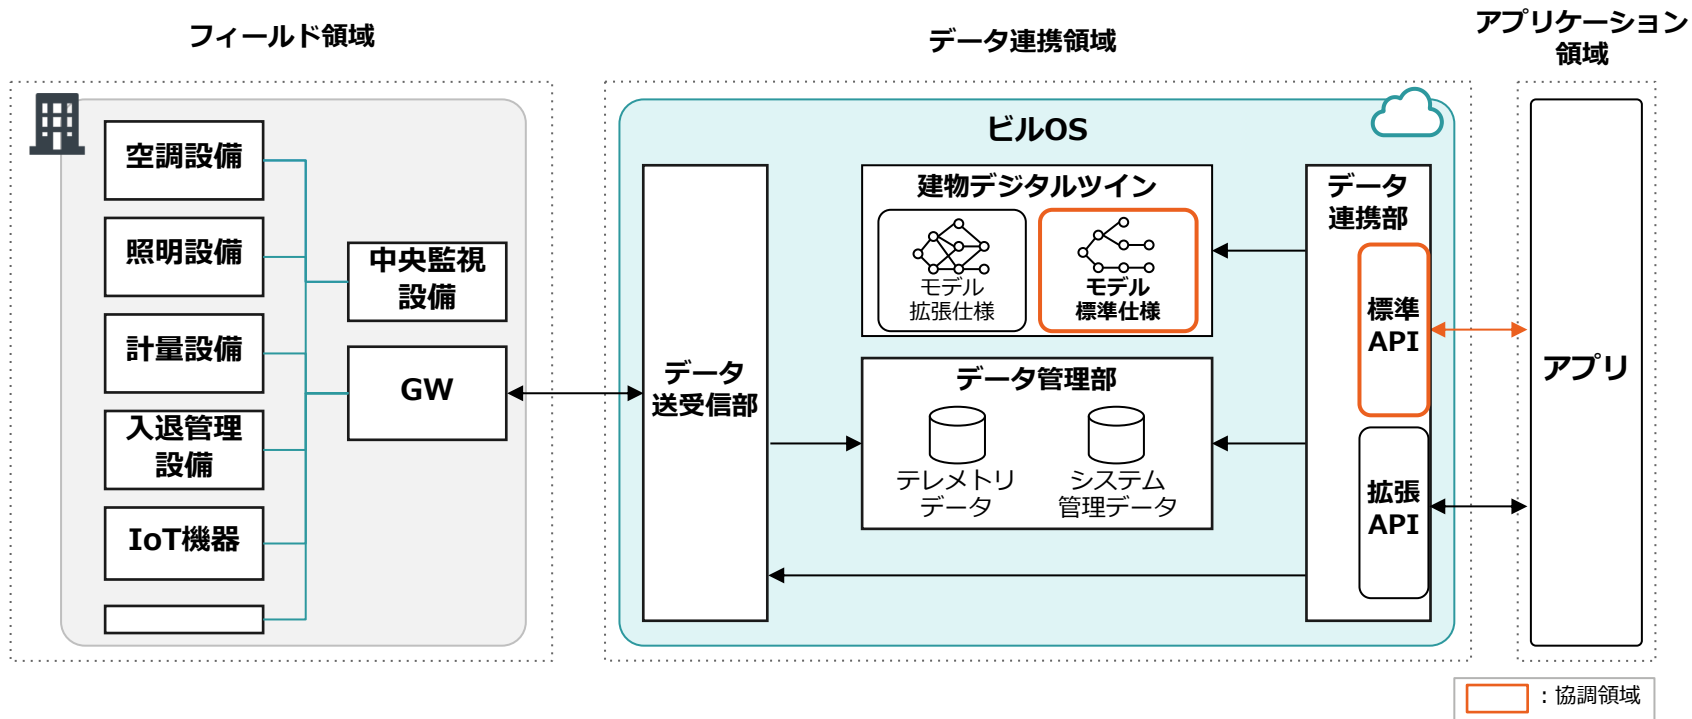 フィールド領域
データ連携領域
アプリケーション
領域
空調設備
照明設備
計量設備
入退管理
設備
IoT機器
中央監視
設備
GW
ビルOS
データ
送受信部
建物デジタルツイン
モデル
拡張仕様
モデル
標準仕様
データ管理部
テレメトリ
データ
システム
管理データ
データ
連携部
標準
API
拡張
API
アプリ
：協調領域